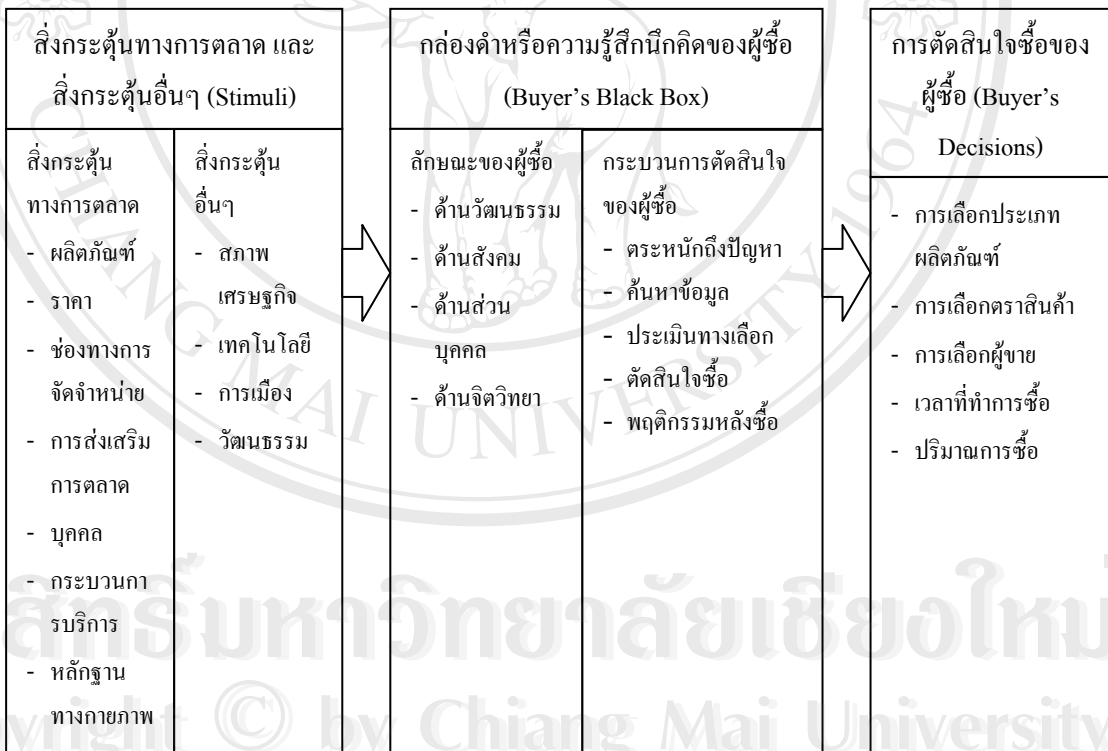 สิ่งกระตุ้นทางการตลาด และ
สิ่งกระตุ้นอื่นๆ (Stimuli)
สิ่งกระตุ้น
ทางการตลาด
- ผลิตภัณฑ์
- ราคา
- ช่องทางการ
จัดจำหน่าย
- การส่งเสริม
การตลาด
- บุคคล
- กระบวนกา
รบริการ
- หลักฐาน
ทางกายภาพ
สิ่งกระตุ้น
อื่นๆ
- สภาพ
เศรษฐกิจ
- เทคโนโลยี
- การเมือง
- วัฒนธรรม
กล่องดำหรือความรู้สึกนึกคิดของผู้ซื้อ
(Buyer's Black Box)
ลักษณะของผู้ซื้อ
- ด้านวัฒนธรรม
- ด้านสังคม
- ด้านส่วน
บุคคล
- ด้านจิตวิทยา
กระบวนการตัดสินใจ
ของผู้ซื้อ
- ตระหนักถึงปัญหา
- ค้นหาข้อมูล
- ประเมินทางเลือก
- ตัดสินใจซื้อ
- พฤติกรรมหลังซื้อ
การตัดสินใจซื้อของ
ผู้ซื้อ (Buyer's
Decisions)
- การเลือกประเภท
ผลิตภัณฑ์
- การเลือกตราสินค้า
- การเลือกผู้ขาย
- เวลาที่ทำการซื้อ
- ปริมาณการซื้อ
CHIANG MAI UNIVERSITY 1964
มหาวิทยาลัยเชียงใหม่
© by Chiang Mai University